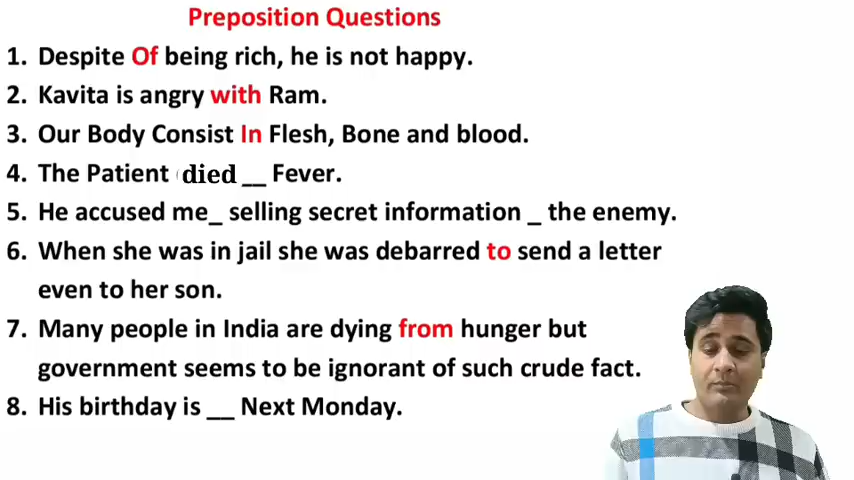 Preposition Questions
1. Despite Of being rich, he is not happy.
2. Kavita is angry with Ram.
3. Our Body Consist In Flesh, Bone and blood.
4. The Patient died __ Fever.
5. He accused me_ selling secret information _ the enemy.
6. When she was in jail she was debarred to send a letter
even to her son.
7. Many people in India are dying from hunger but
government seems to be ignorant of such crude fact.
8. His birthday is __ Next Monday.